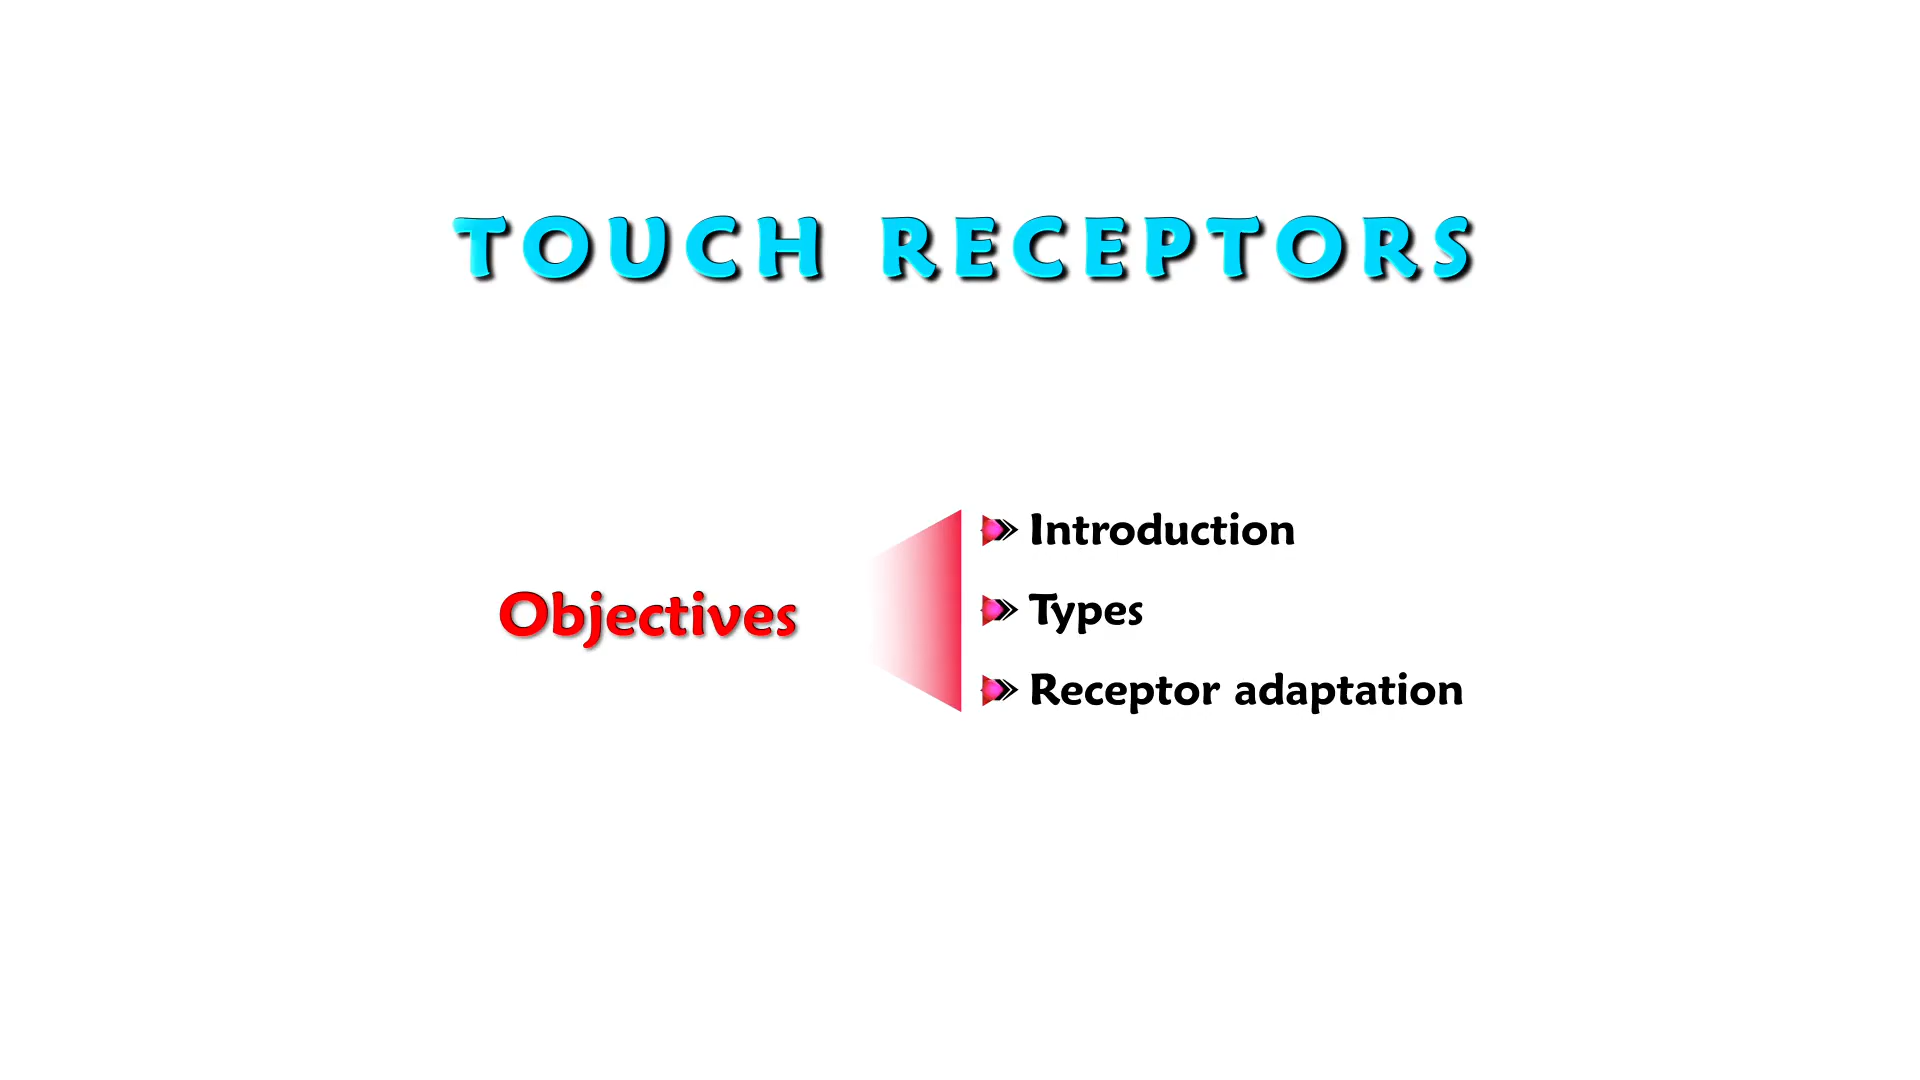 TOUCH RECEPTORS
Objectives
Introduction
Types
Receptor adaptation